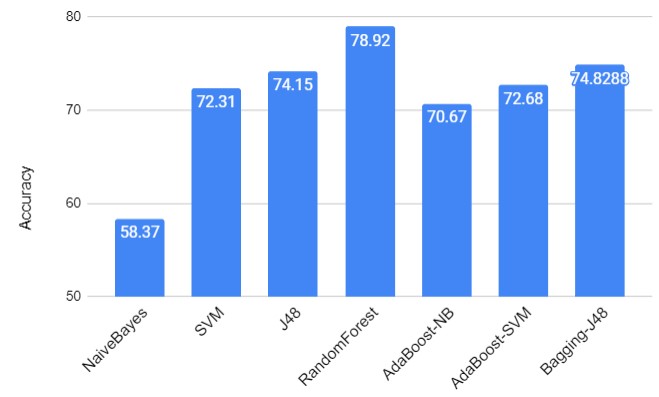 80
70
60
50
Accuracy
58.37
72.31
74.15
78.92
70.67
72.68
74.8288
NaiveBayes
SVM
J48
RandomForest
AdaBoost-NB
AdaBoost-SVM
Bagging-J48